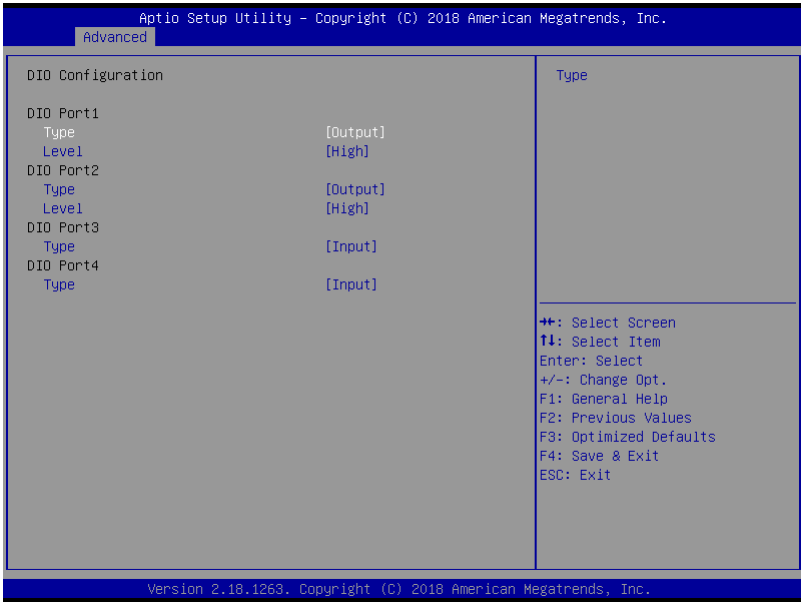 Aptio Setup Utility – Copyright (C) 2018 American Megatrends, Inc.
Advanced
DIO Configuration
Type
DIO Port1
Type [Output]
Level [High]
DIO Port2
Type [Output]
Level [High]
DIO Port3
Type [Input]
DIO Port4
Type [Input]
→←: Select Screen
↑↓: Select Item
Enter: Select
+/-: Change Opt.
F1: General Help
F2: Previous Values
F3: Optimized Defaults
F4: Save & Exit
ESC: Exit
Version 2.18.1263. Copyright (C) 2018 American Megatrends, Inc.